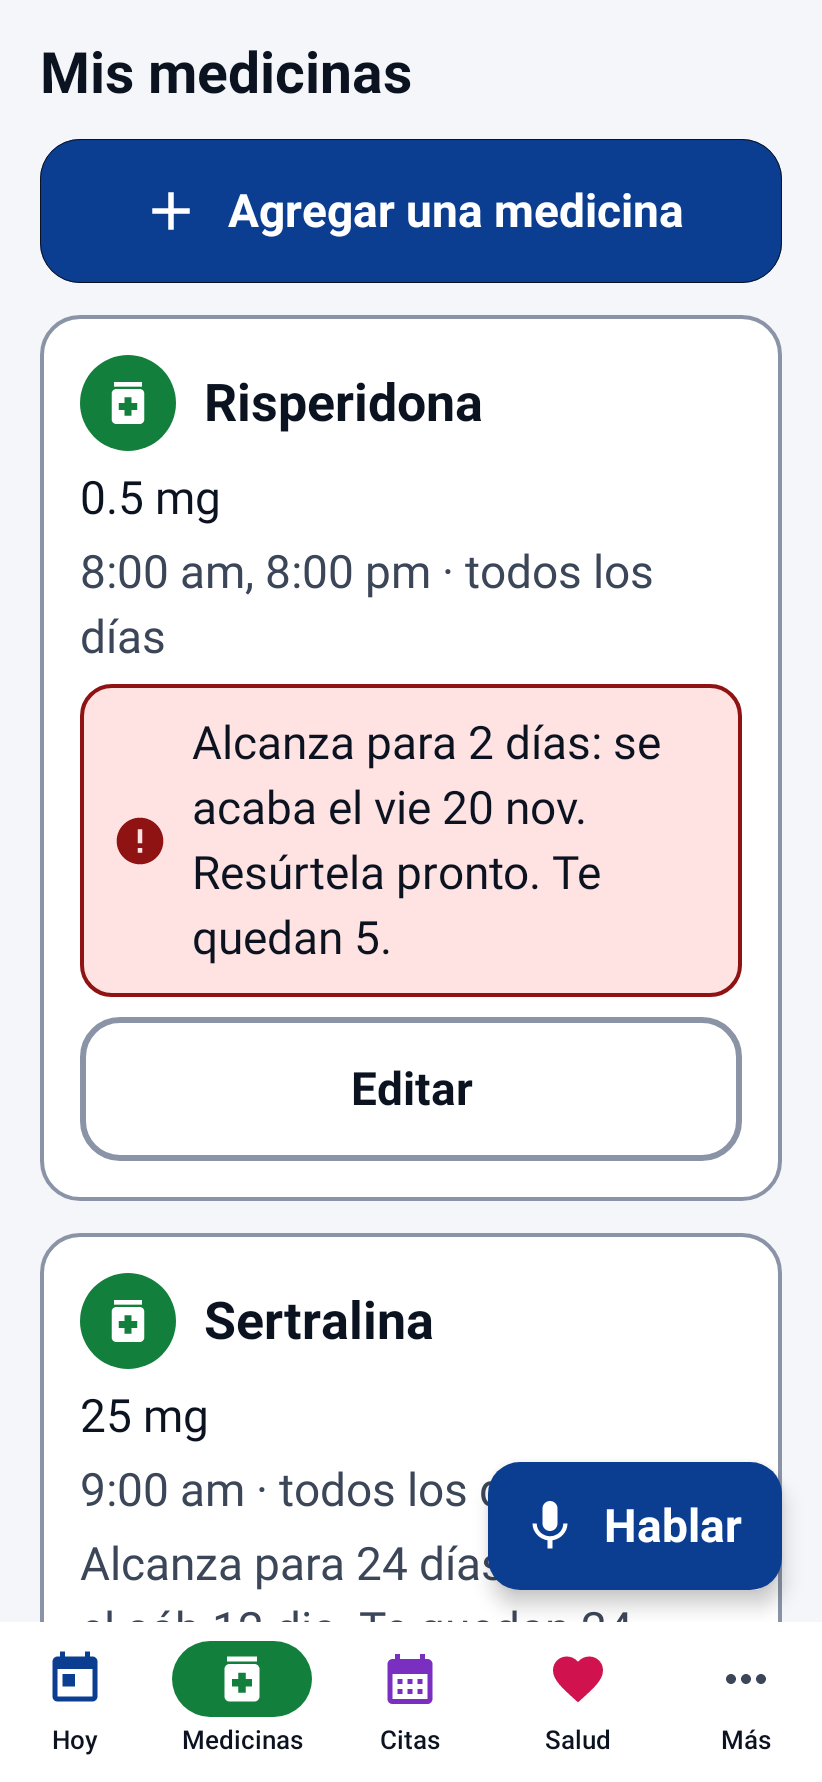 Mis medicinas
Agregar una medicina
Risperidona
0.5 mg
8:00 am, 8:00 pm · todos los
días
Alcanza para 2 días: se
acaba el vie 20 nov.
Resúrtela pronto. Te
quedan 5.
Editar
Sertralina
25 mg
9:00 am · todos los
Alcanza para 24 días
Hablar
Hoy
Medicinas
Citas
Salud
Más